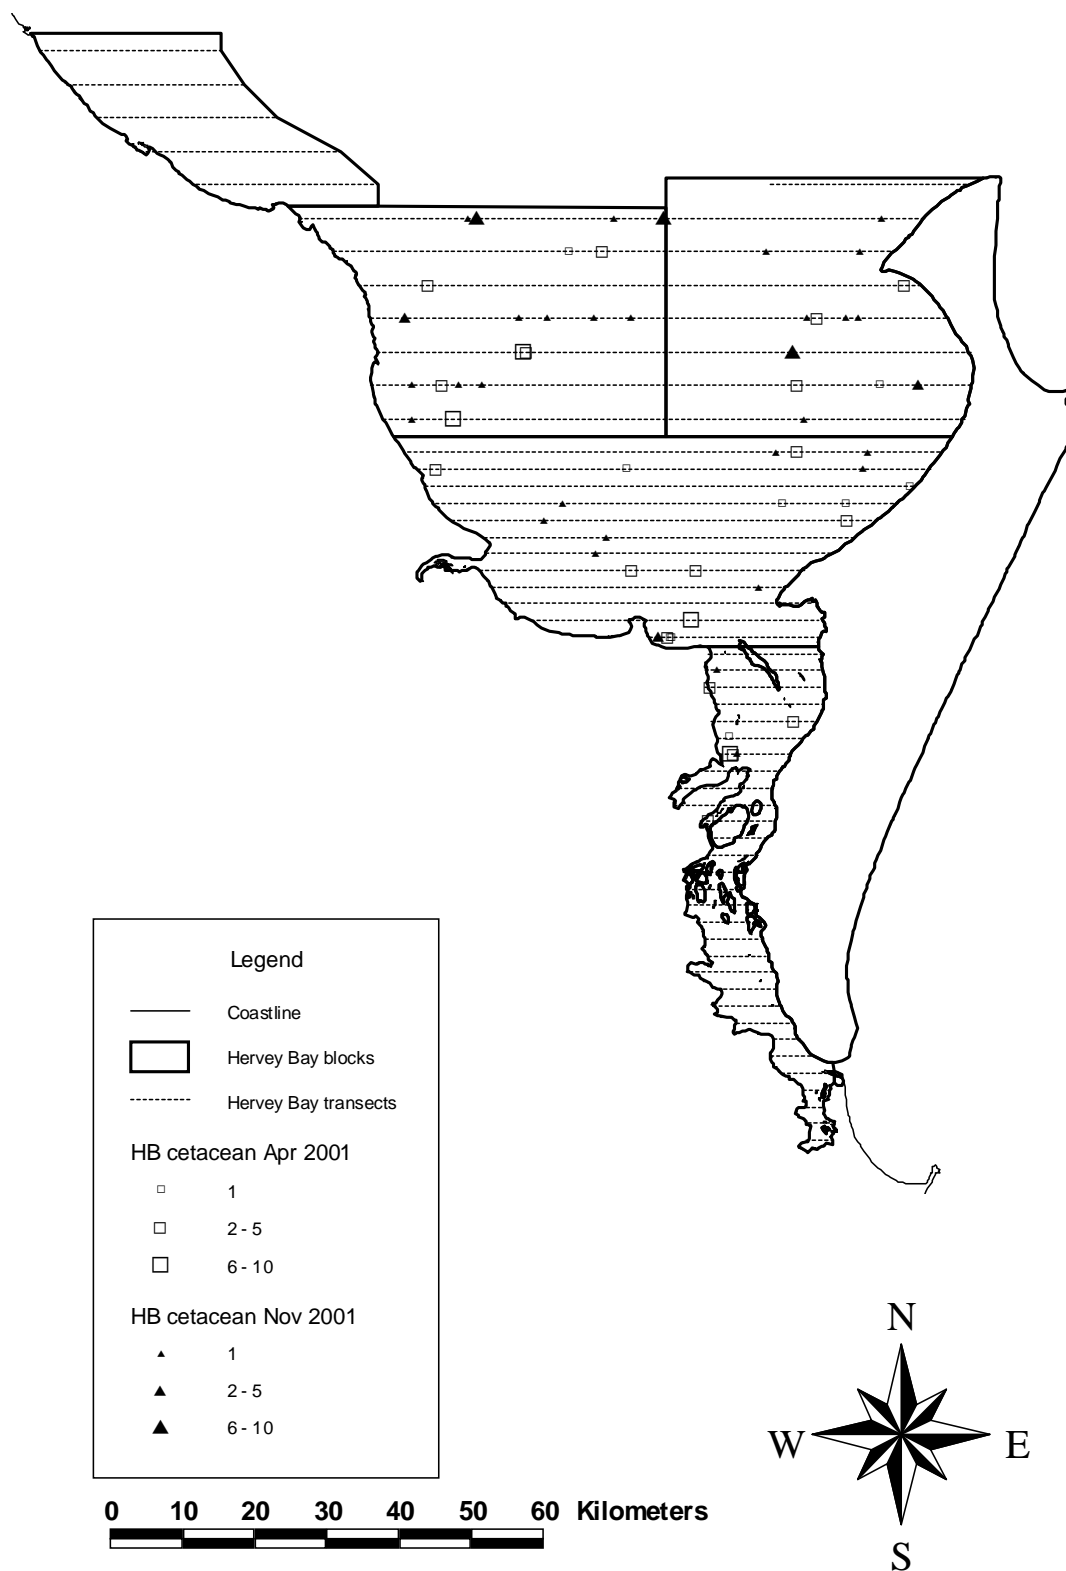 Legend
Coastline
Hervey Bay blocks
Hervey Bay transects
HB cetacean Apr 2001
1
2 - 5
6 - 10
HB cetacean Nov 2001
1
2 - 5
6 - 10
N
W E
S
0 10 20 30 40 50 60 Kilometers